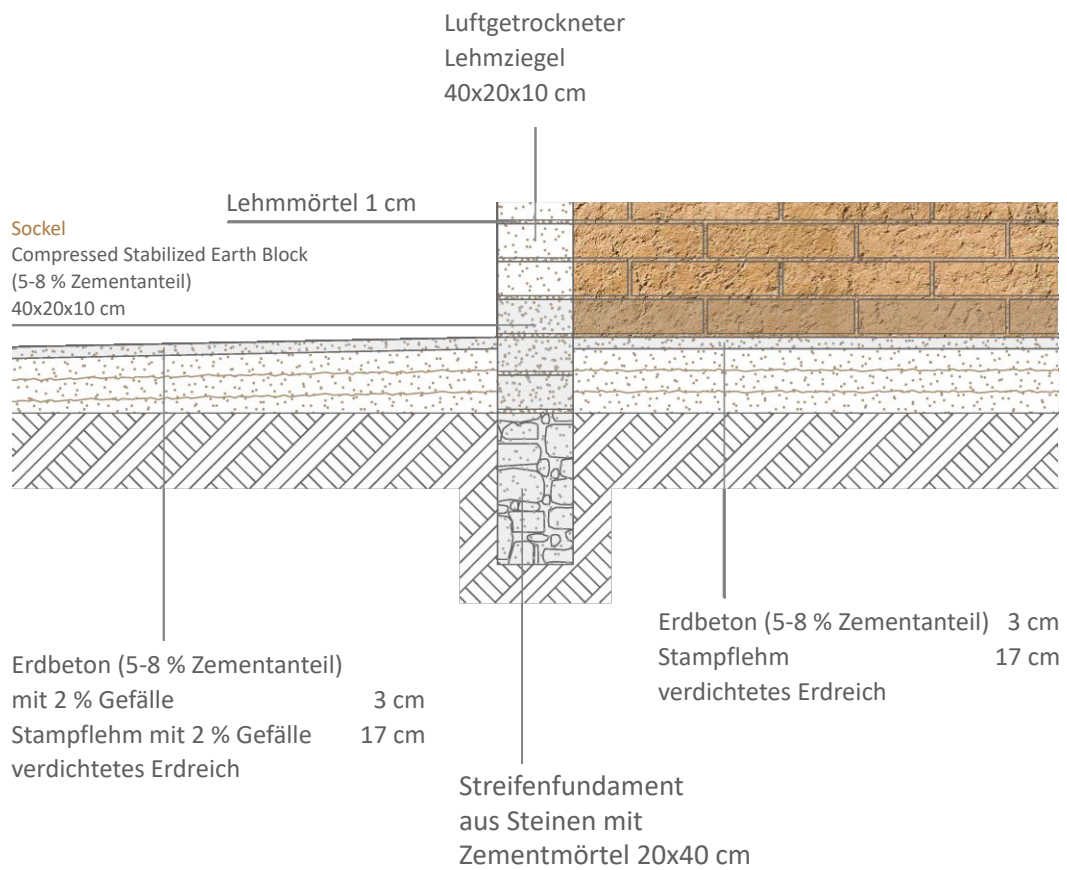 Luftgetrockneter
Lehmziegel
40x20x10 cm
Lehmmörtel 1 cm
Sockel
Compressed Stabilized Earth Block
(5-8 % Zementanteil)
40x20x10 cm
Erdbeton (5-8 % Zementanteil)
mit 2 % Gefälle 3 cm
Stampflehm mit 2 % Gefälle 17 cm
verdichtetes Erdreich
Erdbeton (5-8 % Zementanteil) 3 cm
Stampflehm 17 cm
verdichtetes Erdreich
Streifenfundament
aus Steinen mit
Zementmörtel 20x40 cm